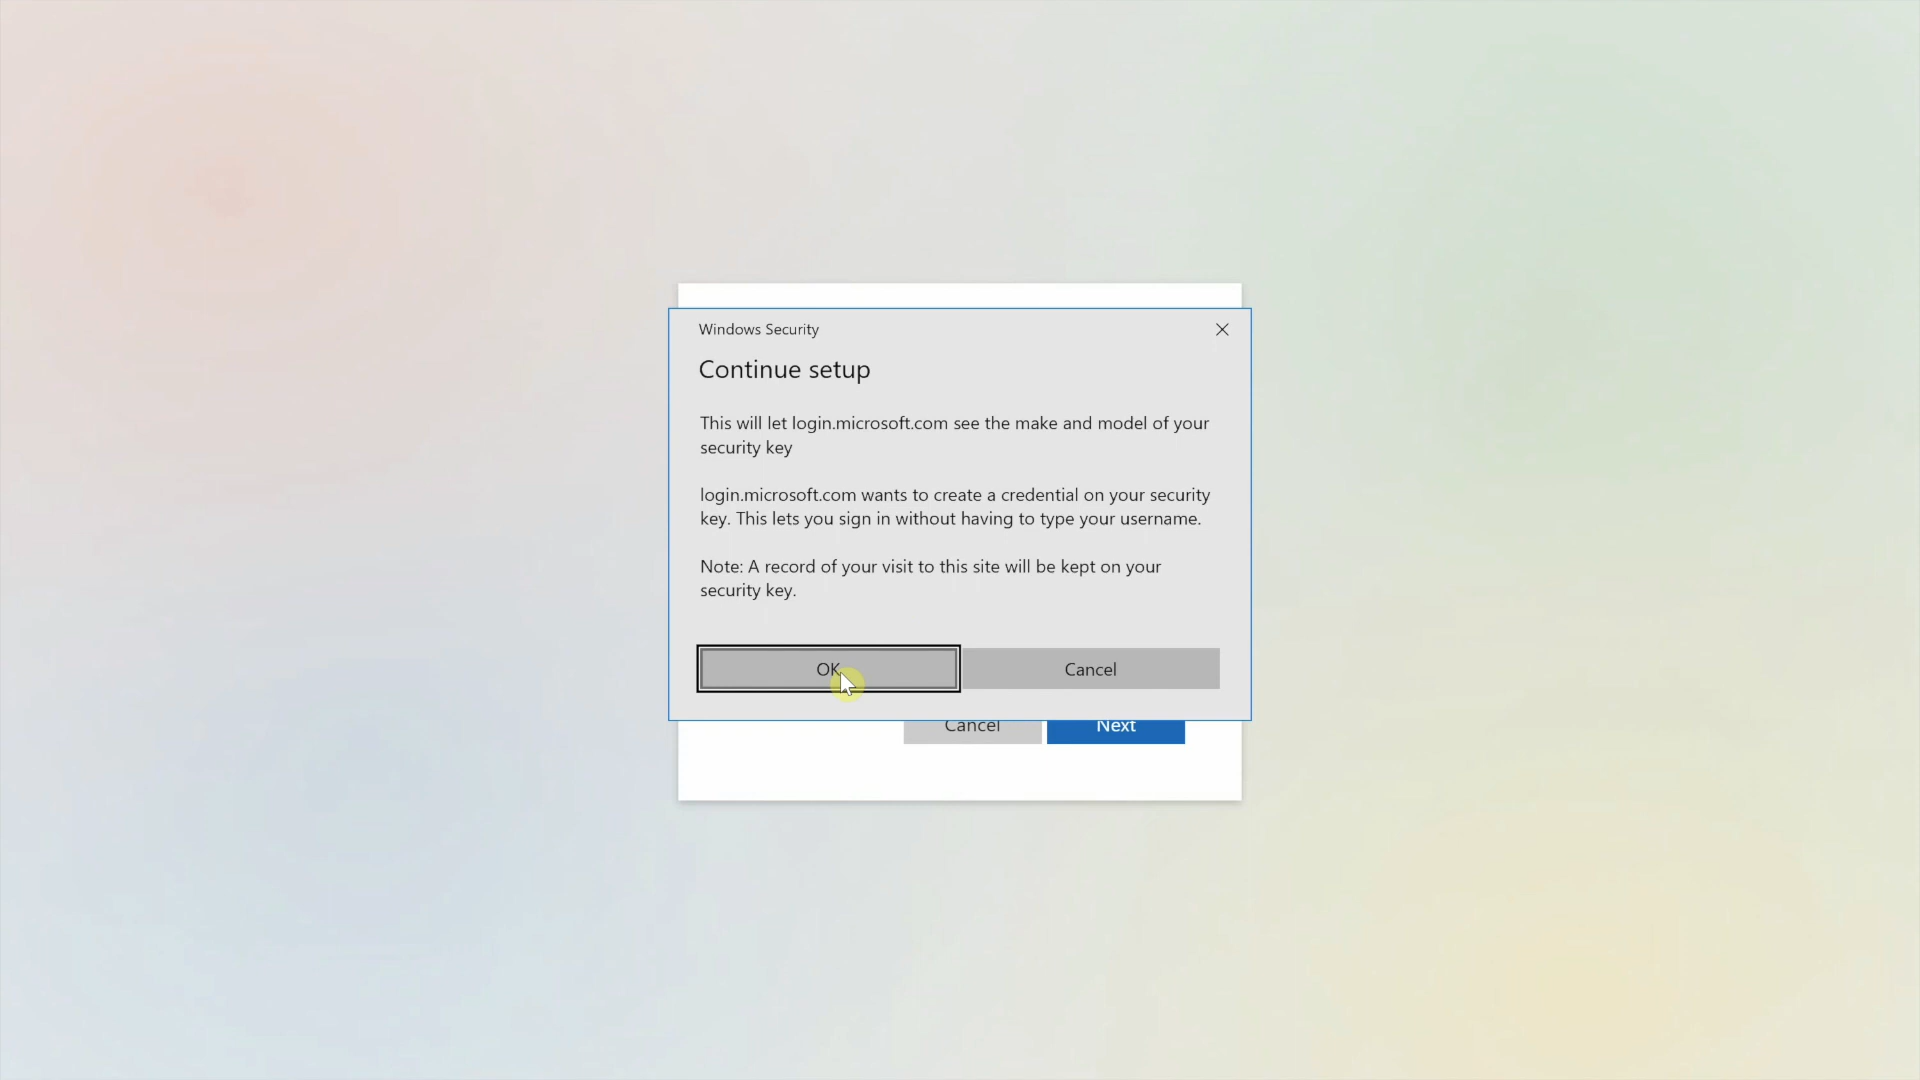 Windows Security
Continue setup
This will let login.microsoft.com see the make and model of your
security key
login.microsoft.com wants to create a credential on your security
key. This lets you sign in without having to type your username.
Note: A record of your visit to this site will be kept on your
security key.
OK
Cancel
Cancel
Next